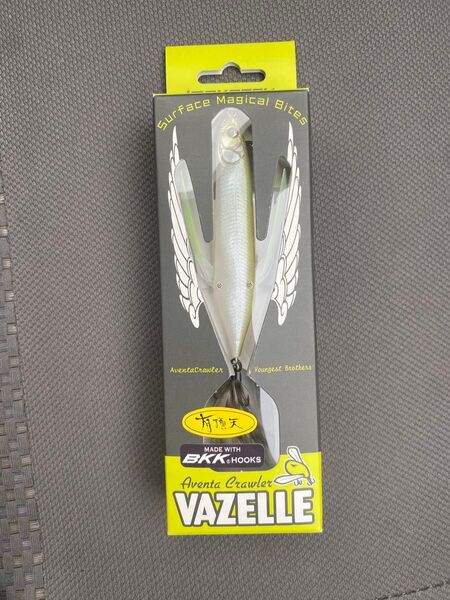 Surface Magical Bites
AventaCrawler
Youngest Brothers
有頂天
MADE WITH
BKK HOOKS
Aventa Crawler
VAZELLE